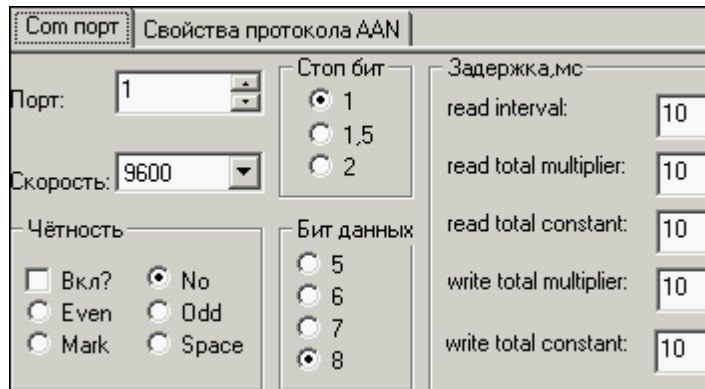 Com порт
Свойства протокола AAN
Порт:
1
Скорость:
9600
Стоп бит
1
1,5
2
Задержка,мс
read interval:
10
read total multiplier:
10
read total constant:
10
write total multiplier:
10
write total constant:
10
Чётность
Вкл?
No
Even
Odd
Mark
Space
Бит данных
5
6
7
8